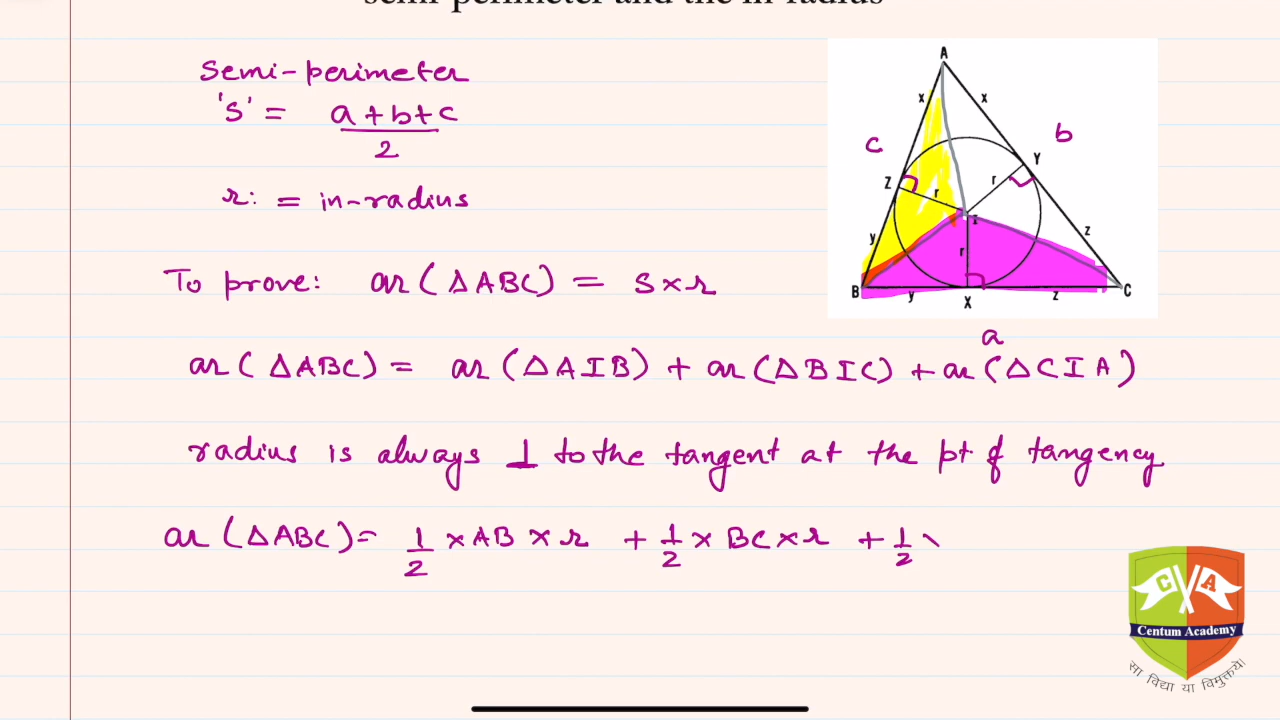 semi-perimeter and the in-radius
Semi-perimeter
'S' = a+b+c
2
r: = in-radius
To prove: ar(ΔABC) = S×r
ar(ΔABC) = ar(ΔAIB) + ar(ΔBIC) + ar(ΔCIA)
radius is always ⊥ to the tangent at the pt of tangency
ar(ΔABC)= 1/2 ×AB×r + 1/2 × BC×r + 1/2
A
x x
c b
Y
Z r r
I
y r z
B y X z C
a
C A
Centum Academy
सा विद्या या विमुक्तये।